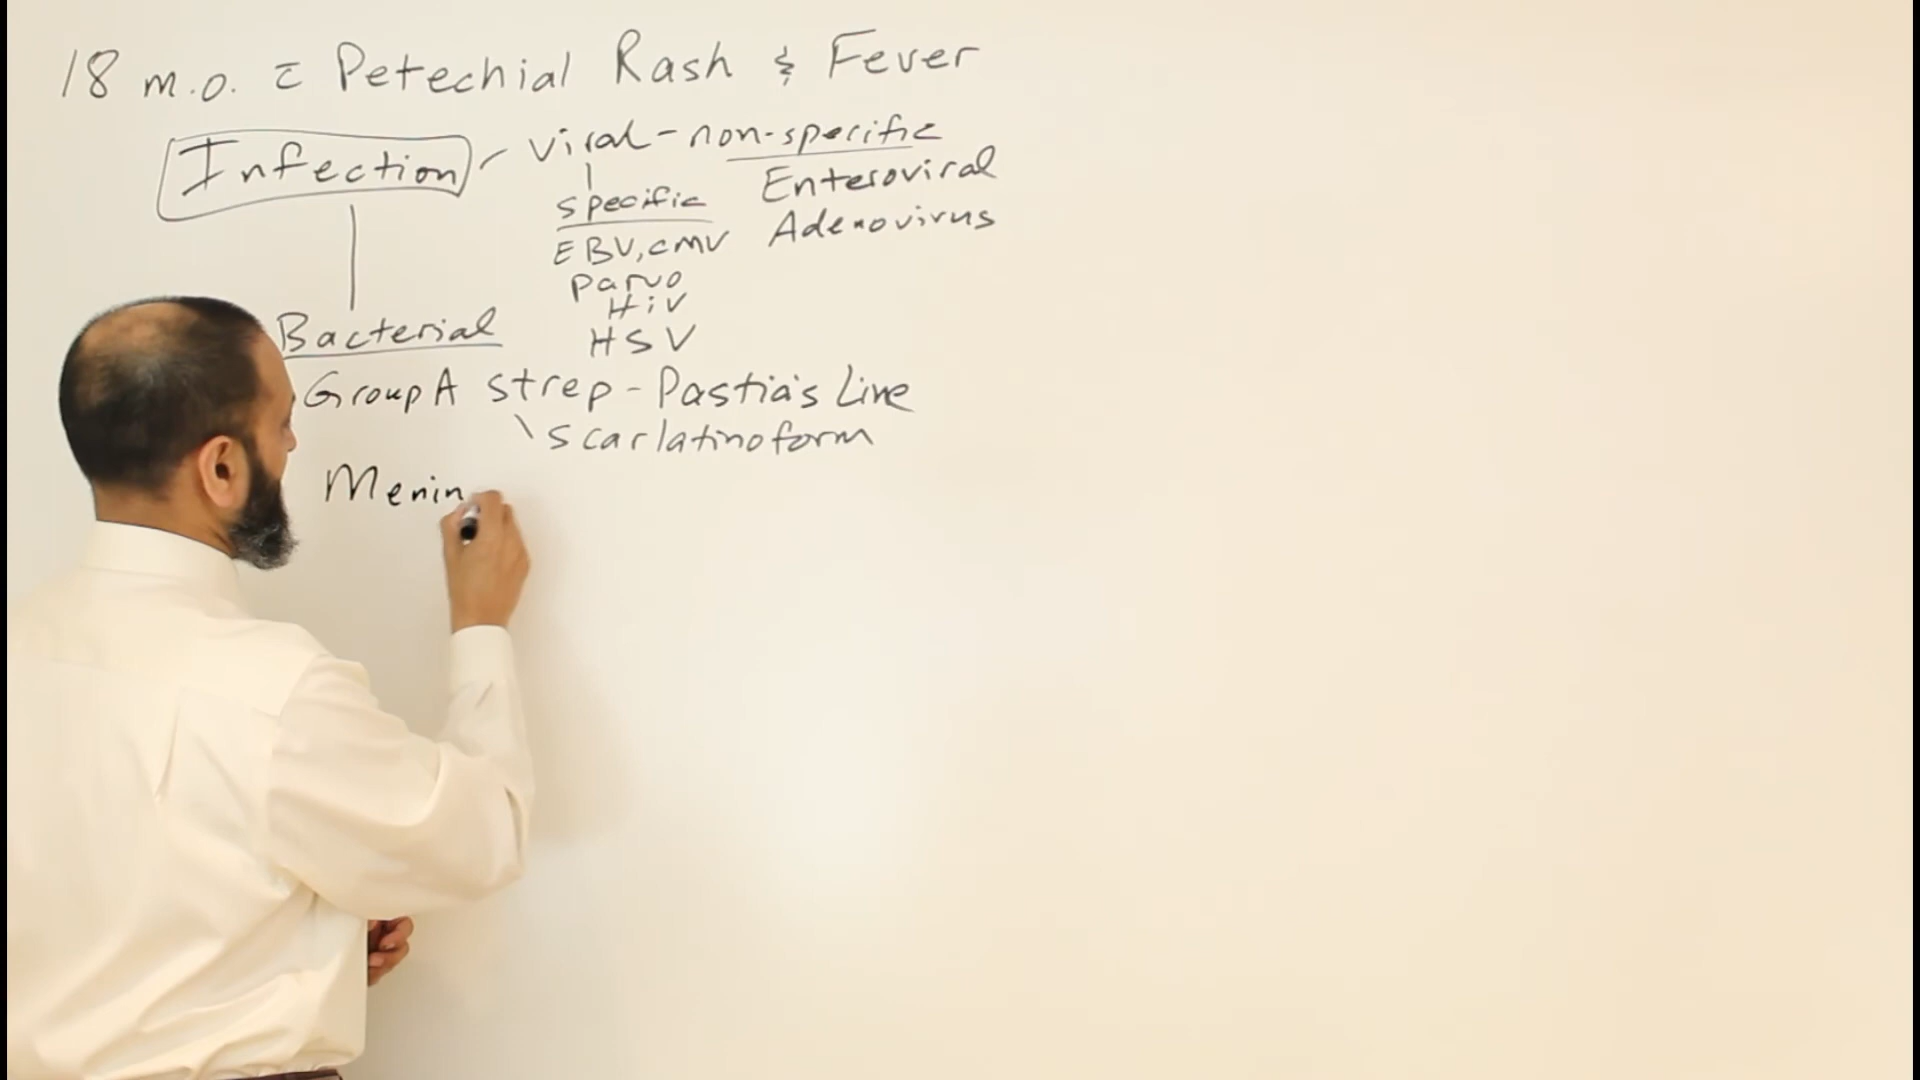 18 m.o. c̅ Petechial Rash & Fever
Infection - Viral - non-specific
Enteroviral
Adenovirus
specific
EBV, CMV
Parvo
HiV
HSV
Bacterial
Group A strep - Pastia's Line
\ scarlatinoform
Menin